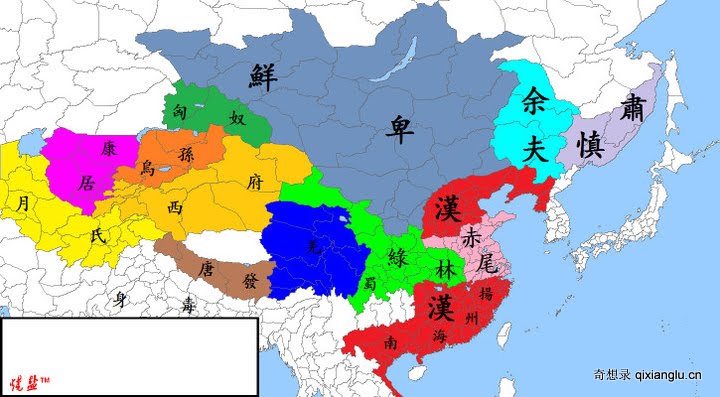 鮮卑
匈奴
余夫
肅慎
康居
烏孫
西府
月氏
漢
赤尾
羌
綠林
蜀
唐發
身毒
漢
揚州
南海
烧盐™
奇想录 qixianglu.cn